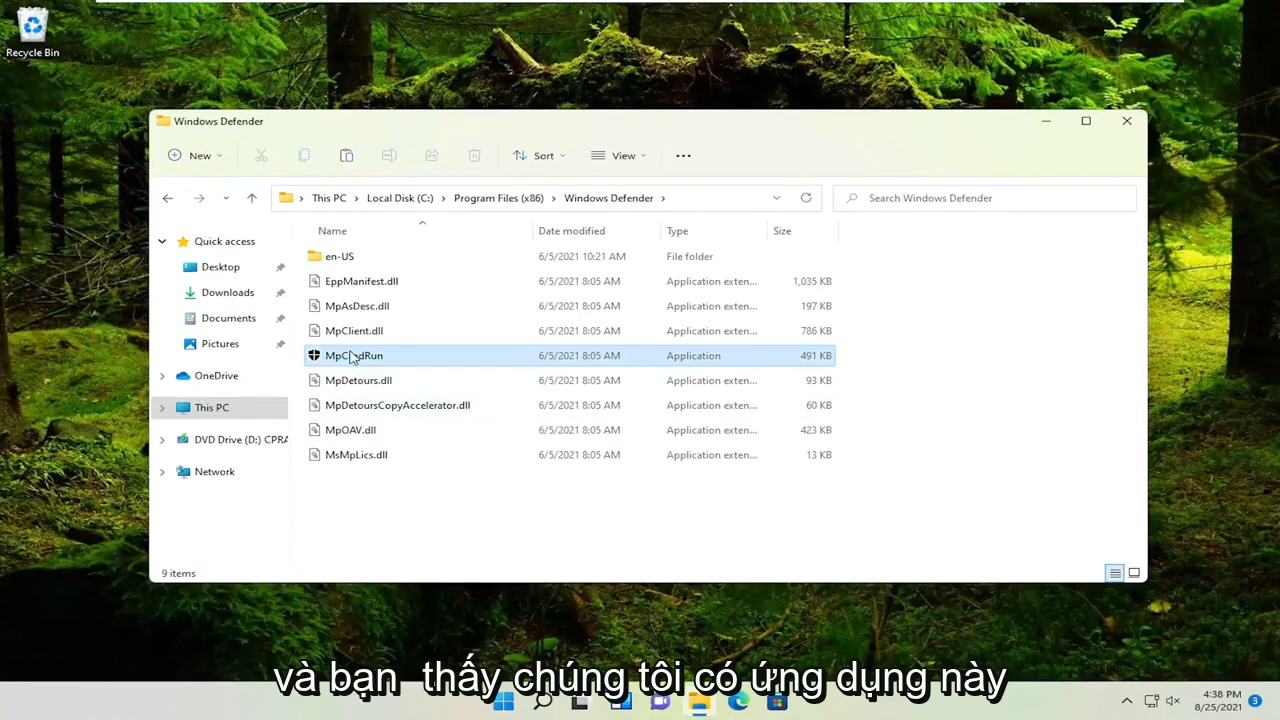 Recycle Bin
Windows Defender
New
Sort
View
This PC
Local Disk (C:)
Program Files (x86)
Windows Defender
Search Windows Defender
Name Date modified Type Size
Quick access
Desktop
Downloads
Documents
Pictures
OneDrive
This PC
DVD Drive (D:) CPRA
Network
en-US 6/5/2021 10:21 AM File folder
EppManifest.dll 6/5/2021 8:05 AM Application exten... 1,035 KB
MpAsDesc.dll 6/5/2021 8:05 AM Application exten... 197 KB
MpClient.dll 6/5/2021 8:05 AM Application exten... 786 KB
MpCmdRun 6/5/2021 8:05 AM Application 491 KB
MpDetours.dll 6/5/2021 8:05 AM Application exten... 93 KB
MpDetoursCopyAccelerator.dll 6/5/2021 8:05 AM Application exten... 60 KB
MpOAV.dll 6/5/2021 8:05 AM Application exten... 423 KB
MsMpLics.dll 6/5/2021 8:05 AM Application exten... 13 KB
9 items
và bạn thấy chúng tôi có ứng dụng này
4:38 PM
8/25/2021
3